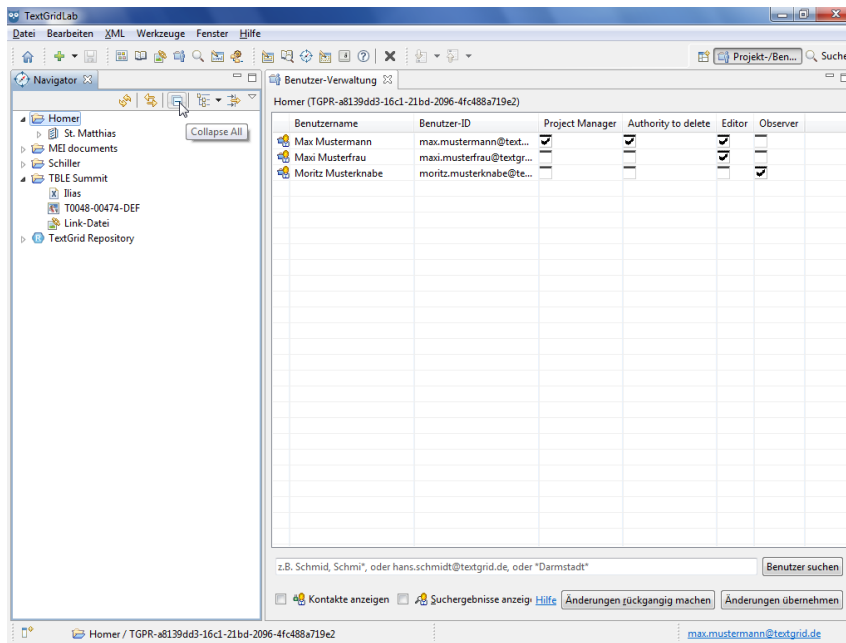 TextGridLab
Datei Bearbeiten XML Werkzeuge Fenster Hilfe
Projekt-/Ben... Suche
Navigator
Collapse All
Homer
St. Matthias
MEI documents
Schiller
TBLE Summit
Ilias
T0048-00474-DEF
Link-Datei
TextGrid Repository
Benutzer-Verwaltung
Homer (TGPR-a8139dd3-16c1-21bd-2096-4fc488a719e2)
Benutzername Benutzer-ID Project Manager Authority to delete Editor Observer
Max Mustermann max.mustermann@text...
Maxi Musterfrau maxi.musterfrau@textgr...
Moritz Musterknabe moritz.musterknabe@te...
z.B. Schmid, Schmi*, oder hans.schmidt@textgrid.de, oder *Darmstadt* Benutzer suchen
Kontakte anzeigen Suchergebnisse anzeig Hilfe Änderungen rückgangig machen Änderungen übernehmen
Homer / TGPR-a8139dd3-16c1-21bd-2096-4fc488a719e2 max.mustermann@textgrid.de